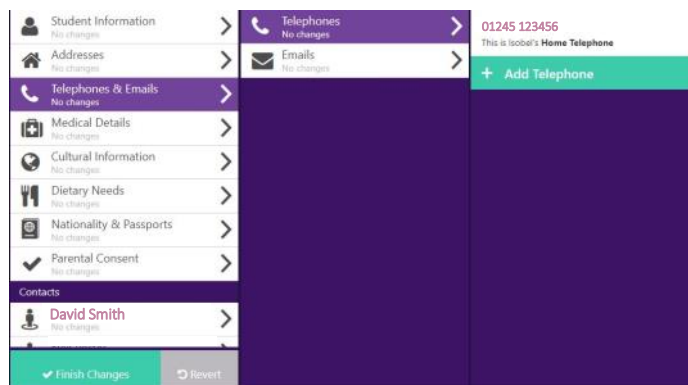 Student Information
No changes
Addresses
No changes
Telephones & Emails
No changes
Medical Details
No changes
Cultural Information
No changes
Dietary Needs
No changes
Nationality & Passports
No changes
Parental Consent
No changes
Contacts
David Smith
No changes
Finish Changes
Revert
Telephones
No changes
Emails
No changes
01245 123456
This is Isobel's Home Telephone
+ Add Telephone